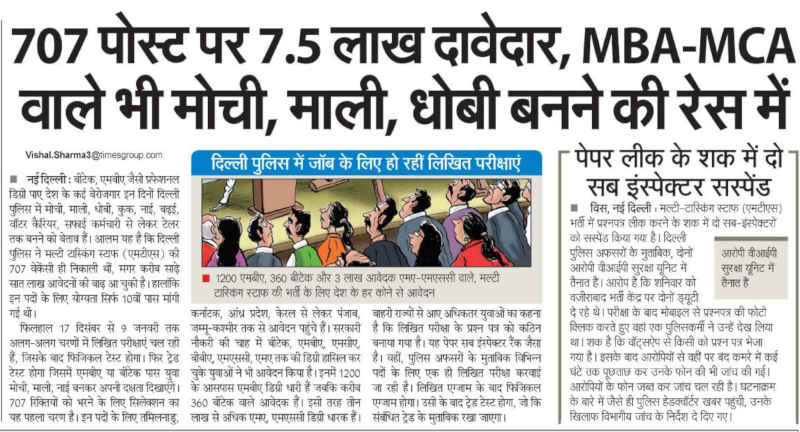 707 पोस्ट पर 7.5 लाख दावेदार, MBA-MCA
वाले भी मोची, माली, धोबी बनने की रेस में
Vishal.Sharma3@timesgroup.com
■ नई दिल्ली : बीटेक, एमबीए जैसी प्रफेशनल
डिग्री पाए देश के कई बेरोजगार इन दिनों दिल्ली
पुलिस में मोची, माली, धोबी, कुक, नाई, बढ़ई,
वॉटर कैरियर, सफाई कर्मचारी से लेकर टेलर
तक बनने को बेताब हैं। आलम यह है कि दिल्ली
पुलिस ने मल्टी टास्किंग स्टाफ (एमटीएस) की
707 वेकेंसी ही निकाली थीं, मगर करीब साढ़े
सात लाख आवेदनों की बाढ़ आ चुकी है। हालांकि
इन पदों के लिए योग्यता सिर्फ 10वीं पास मांगी
गई थी।
फिलहाल 17 दिसंबर से 9 जनवरी तक
अलग-अलग चरणों में लिखित परीक्षाएं चल रही
हैं, जिसके बाद फिजिकल टेस्ट होगा। फिर ट्रेड
टेस्ट होगा जिसमें एमबीए या बीटेक पास युवा
मोची, माली, नाई बनकर अपनी दक्षता दिखाएंगे।
707 रिक्तियों को भरने के लिए सिलेक्शन का
यह पहला चरण है। इन पदों के लिए तमिलनाडु,
दिल्ली पुलिस में जॉब के लिए हो रहीं लिखित परीक्षाएं
■ 1200 एमबीए, 360 बीटेक और 3 लाख आवेदक एमए-एमएससी वाले, मल्टी
टास्किंग स्टाफ की भर्ती के लिए देश के हर कोने से आवेदन
कर्नाटक, आंध्र प्रदेश, केरल से लेकर पंजाब,
जम्मू-कश्मीर तक से आवेदन पहुंचे हैं। सरकारी
नौकरी की चाह में बीटेक, एमबीए, एमसीए,
बीबीए, एमएससी, एमए तक की डिग्री हासिल कर
चुके युवाओं ने भी आवेदन किया है। इनमें 1200
के आसपास एमबीए डिग्री धारी हैं जबकि करीब
360 बीटेक वाले आवेदक हैं। इसी तरह तीन
लाख से अधिक एमए, एमएससी डिग्री धारक हैं।
बाहरी राज्यों से आए अधिकतर युवाओं का कहना
है कि लिखित परीक्षा के प्रश्न पत्र को कठिन
बनाया गया है। यह पेपर सब इंस्पेक्टर रैंक जैसा
है। वहीं, पुलिस अफसरों के मुताबिक विभिन्न
पदों के लिए एक ही लिखित परीक्षा करवाई
जा रही है। लिखित एग्जाम के बाद फिजिकल
एग्जाम होगा। उसी के बाद ट्रेड टेस्ट होगा, जो कि
संबंधित ट्रेड के मुताबिक रखा जाएगा।
पेपर लीक के शक में दो
सब इंस्पेक्टर सस्पेंड
■ विस, नई दिल्ली : मल्टी-टास्किंग स्टाफ (एमटीएस)
भर्ती में प्रश्नपत्र लीक करने के शक में दो सब-इंस्पेक्टरों
को सस्पेंड किया गया है। दिल्ली
पुलिस अफसरों के मुताबिक, दोनों
आरोपी वीआईपी सुरक्षा यूनिट में
तैनात हैं। आरोप है कि शनिवार को
वजीराबाद भर्ती केंद्र पर दोनों ड्यूटी
दे रहे थे। परीक्षा के बाद मोबाइल से प्रश्नपत्र की फोटो
क्लिक करते हुए वहां एक पुलिसकर्मी ने उन्हें देख लिया
था। शक है कि वॉट्सऐप से किसी को प्रश्न पत्र भेजा
गया है। इसके बाद आरोपियों से वहीं पर बंद कमरे में कई
घंटे तक पूछताछ कर उनके फोन की भी जांच की गई।
आरोपियों के फोन जब्त कर जांच चल रही है। घटनाक्रम
के बारे में जैसे ही पुलिस हेडक्वॉर्टर खबर पहुंची, उनके
खिलाफ विभागीय जांच के निर्देश दे दिए गए।
आरोपी वीआईपी
सुरक्षा यूनिट में
तैनात हैं